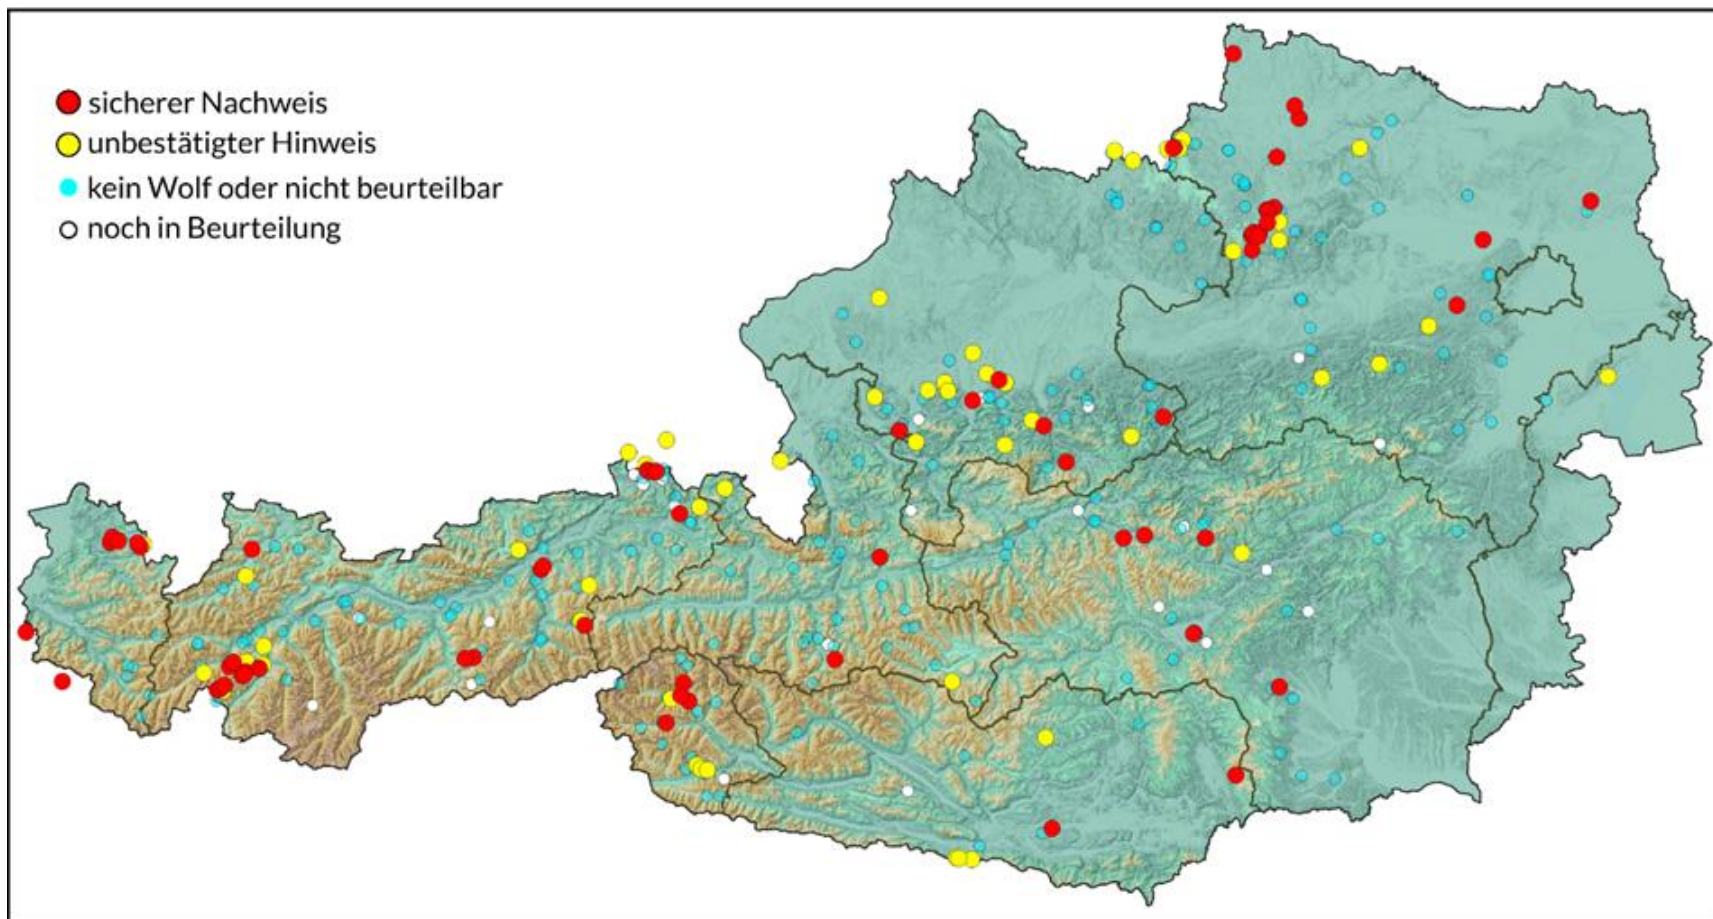 sicherer Nachweis
unbestätigter Hinweis
kein Wolf oder nicht beurteilbar
noch in Beurteilung